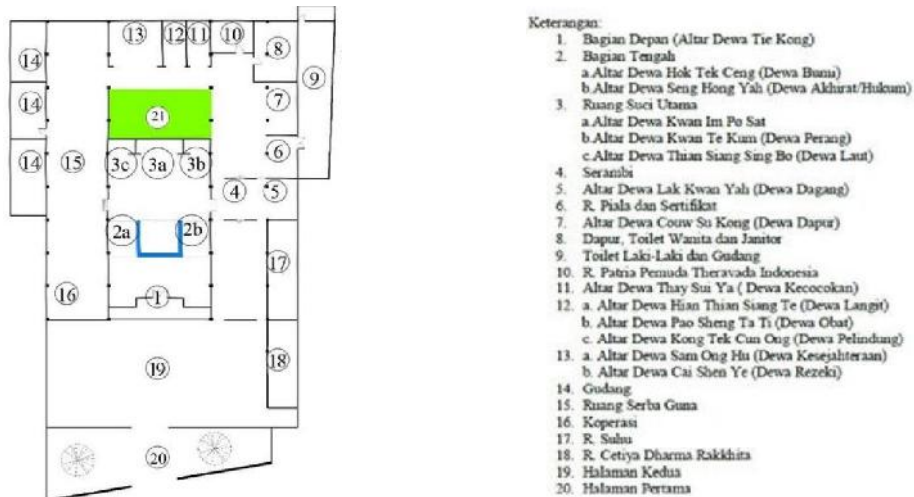 13 12 11 10
14 8 9
14 21 7
14 15 3c 3a 3b 6
4 5
2a 2b
17
16 1
19 18
20
Keterangan:
1. Bagian Depan (Altar Dewa Tie Kong)
2. Bagian Tengah
a.Altar Dewa Hok Tek Ceng (Dewa Bumi)
b.Altar Dewa Seng Hong Yah (Dewa Akhirat/Hukum)
3. Ruang Suci Utama
a.Altar Dewa Kwan Im Po Sat
b.Altar Dewa Kwan Te Kum (Dewa Perang)
c.Altar Dewa Thian Siang Sing Bo (Dewa Laut)
4. Serambi
5. Altar Dewa Lak Kwan Yah (Dewa Dagang)
6. R. Piala dan Sertifikat
7. Altar Dewa Couw Su Kong (Dewa Dapur)
8. Dapur, Toilet Wanita dan Janitor
9. Toilet Laki-Laki dan Gudang
10. R. Patria Pemuda Theravada Indonesia
11. Altar Dewa Thay Sui Ya ( Dewa Kecocokan)
12. a. Altar Dewa Hian Thian Siang Te (Dewa Langit)
b. Altar Dewa Pao Sheng Ta Ti (Dewa Obat)
c. Altar Dewa Kong Tek Cun Ong (Dewa Pelindung)
13. a. Altar Dewa Sam Ong Hu (Dewa Kesejahteraan)
b. Altar Dewa Cai Shen Ye (Dewa Rezeki)
14. Gudang
15. Ruang Serba Guna
16. Koperasi
17. R. Suhu
18. R. Cetiya Dharma Rakkhita
19. Halaman Kedua
20. Halaman Pertama